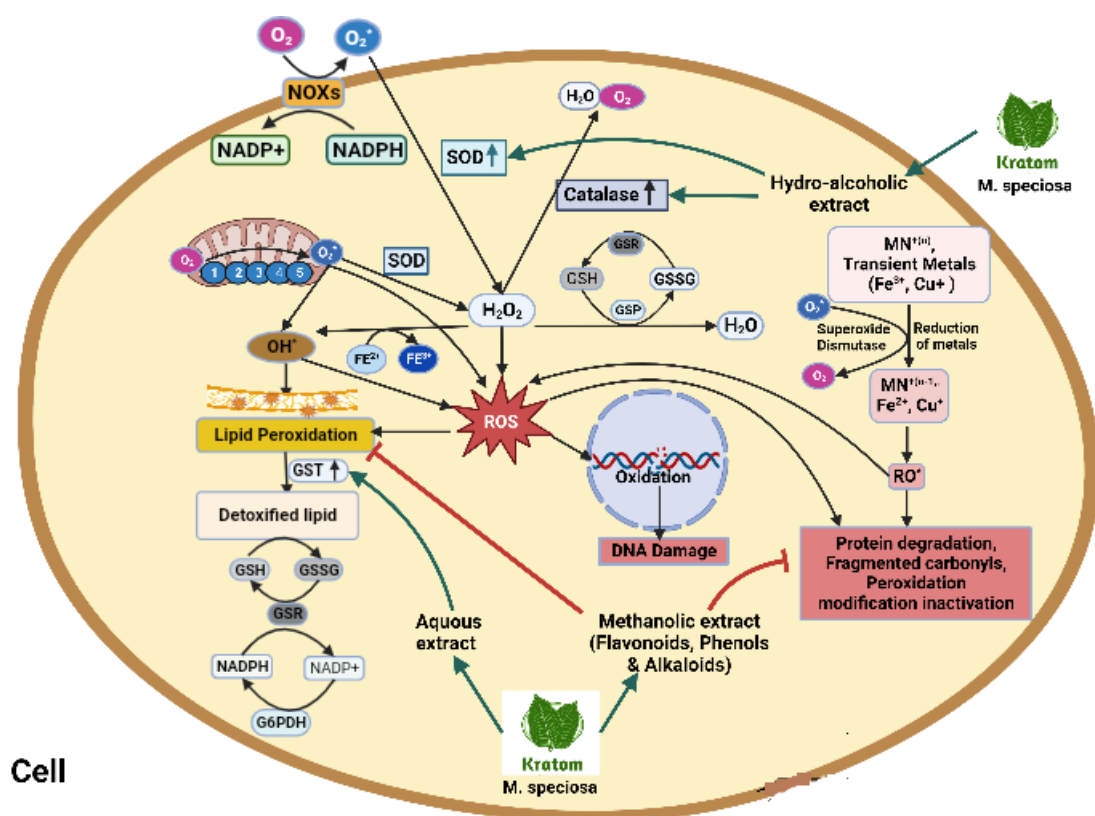 O₂
O₂*
NOXs
NADP+
NADPH
H₂O
O₂
SOD
Catalase
Hydro-alcoholic
extract
Kratom
M. speciosa
O₂
1
2
3
4
5
O₂*
SOD
H₂O₂
GSR
GSH
GSSG
GSP
H₂O
MN⁺⁽ⁿ⁾,
Transient Metals
(Fe³⁺, Cu+ )
O₂*
Superoxide
Dismutase
Reduction
of metals
O₂
Fe²⁺, Cu⁺
RO*
OH*
FE²⁺
FE³⁺
ROS
Lipid Peroxidation
GST
Detoxified lipid
GSH
GSSG
GSR
NADPH
NADP+
G6PDH
Oxidation
DNA Damage
Protein degradation,
Fragmented carbonyls,
Peroxidation
modification inactivation
Aquous
extract
Methanolic extract
(Flavonoids, Phenols
& Alkaloids)
Kratom
M. speciosa
Cell